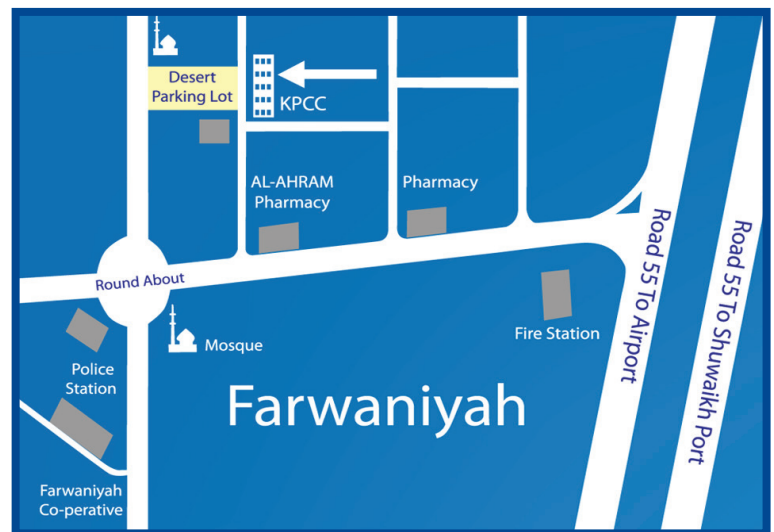 Desert
Parking Lot
KPCC
AL-AHRAM
Pharmacy
Pharmacy
Round About
Mosque
Police
Station
Fire Station
Road 55 To Airport
Road 55 To Shuwaikh Port
Farwaniyah
Farwaniyah
Co-perative